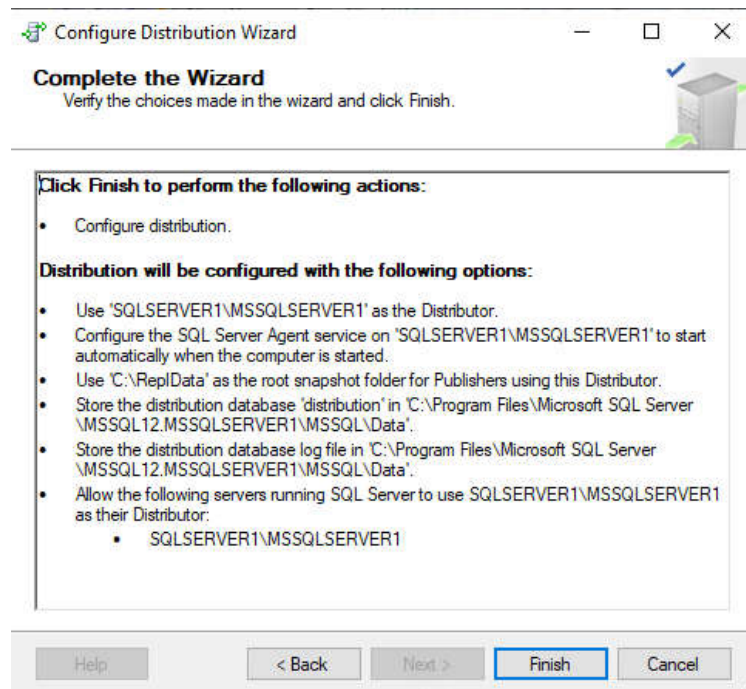 Configure Distribution Wizard
Complete the Wizard
Verify the choices made in the wizard and click Finish.
Click Finish to perform the following actions:
• Configure distribution.
Distribution will be configured with the following options:
• Use 'SQLSERVER1\MSSQLSERVER1' as the Distributor.
• Configure the SQL Server Agent service on 'SQLSERVER1\MSSQLSERVER1' to start
automatically when the computer is started.
• Use 'C:\ReplData' as the root snapshot folder for Publishers using this Distributor.
• Store the distribution database 'distribution' in 'C:\Program Files\Microsoft SQL Server
\MSSQL12.MSSQLSERVER1\MSSQL\Data'.
• Store the distribution database log file in 'C:\Program Files\Microsoft SQL Server
\MSSQL12.MSSQLSERVER1\MSSQL\Data'.
• Allow the following servers running SQL Server to use SQLSERVER1\MSSQLSERVER1
as their Distributor:
• SQLSERVER1\MSSQLSERVER1
Help < Back Next > Finish Cancel